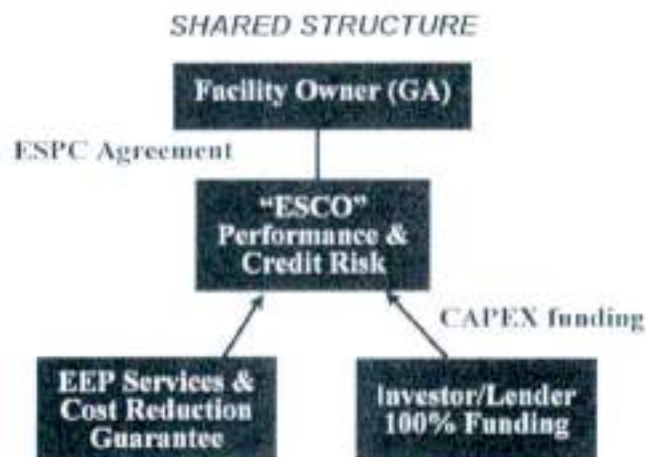 SHARED STRUCTURE
Facility Owner (GA)
ESPC Agreement
"ESCO"
Performance &
Credit Risk
CAPEX funding
EEP Services &
Cost Reduction
Guarantee
Investor/Lender
100% Funding